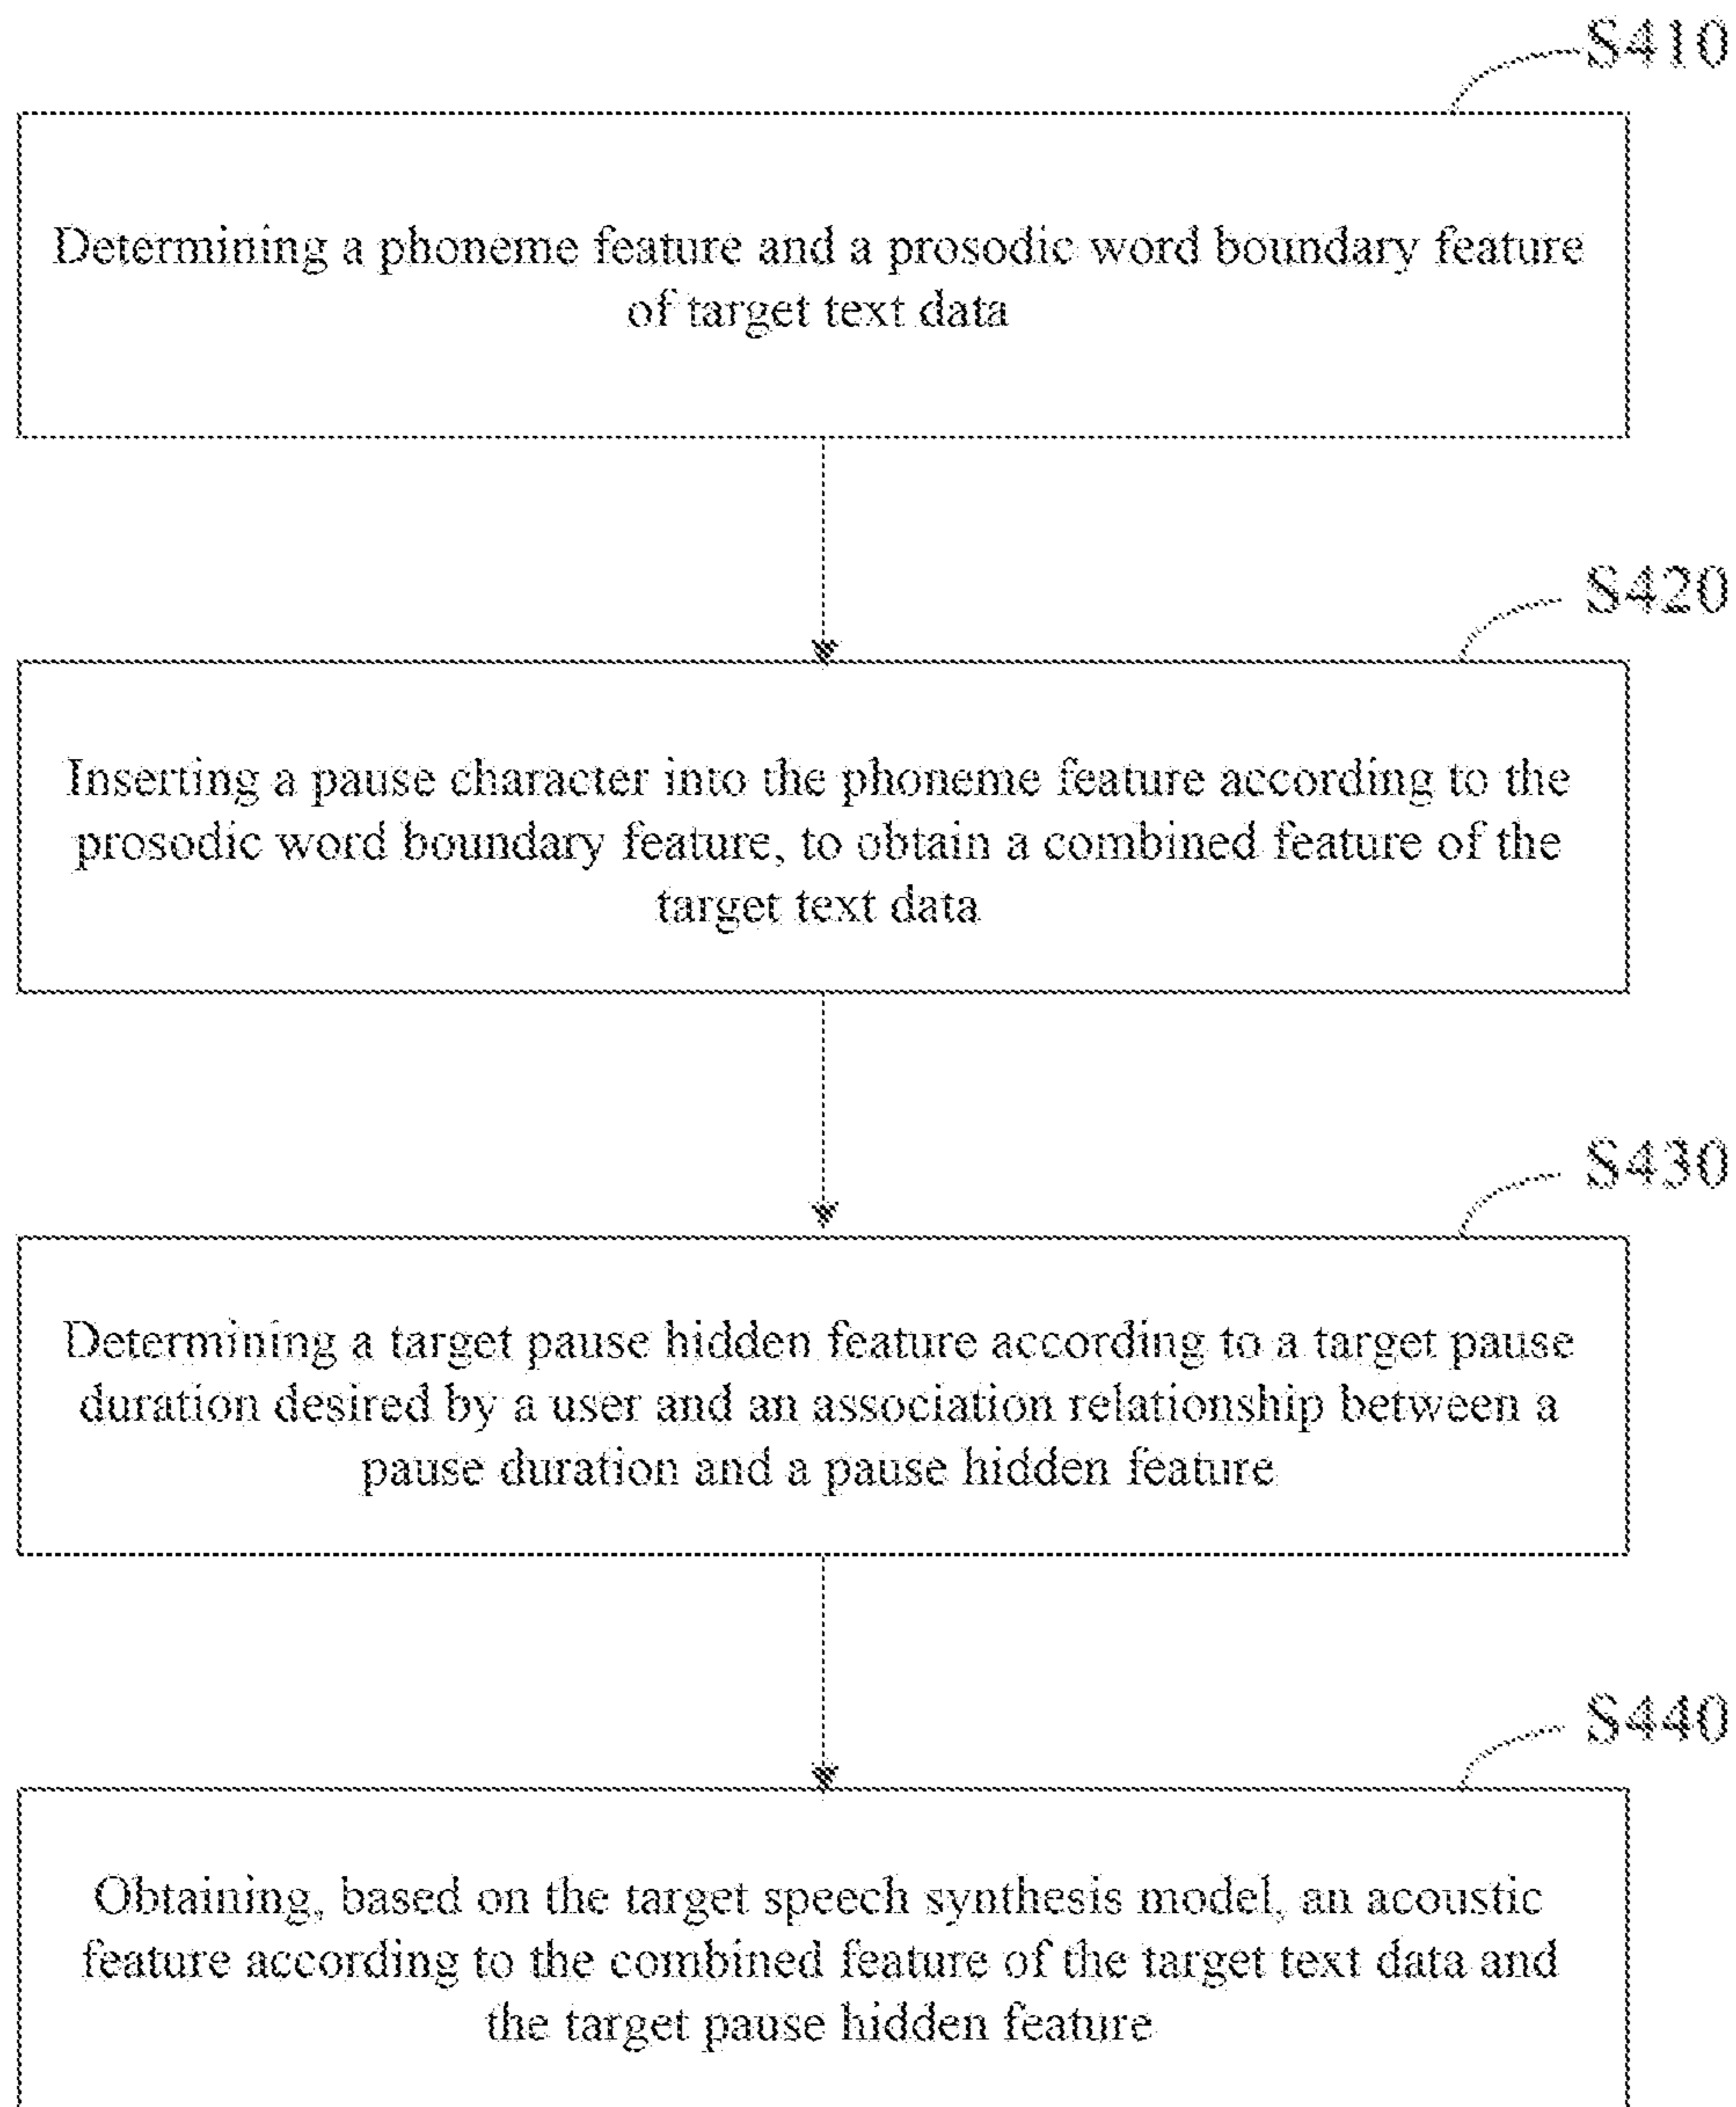 S410
Determining a phoneme feature and a prosodic word boundary feature
of target text data
S420
Inserting a pause character into the phoneme feature according to the
prosodic word boundary feature, to obtain a combined feature of the
target text data
S430
Determining a target pause hidden feature according to a target pause
duration desired by a user and an association relationship between a
pause duration and a pause hidden feature
S440
Obtaining, based on the target speech synthesis model, an acoustic
feature according to the combined feature of the target text data and
the target pause hidden feature